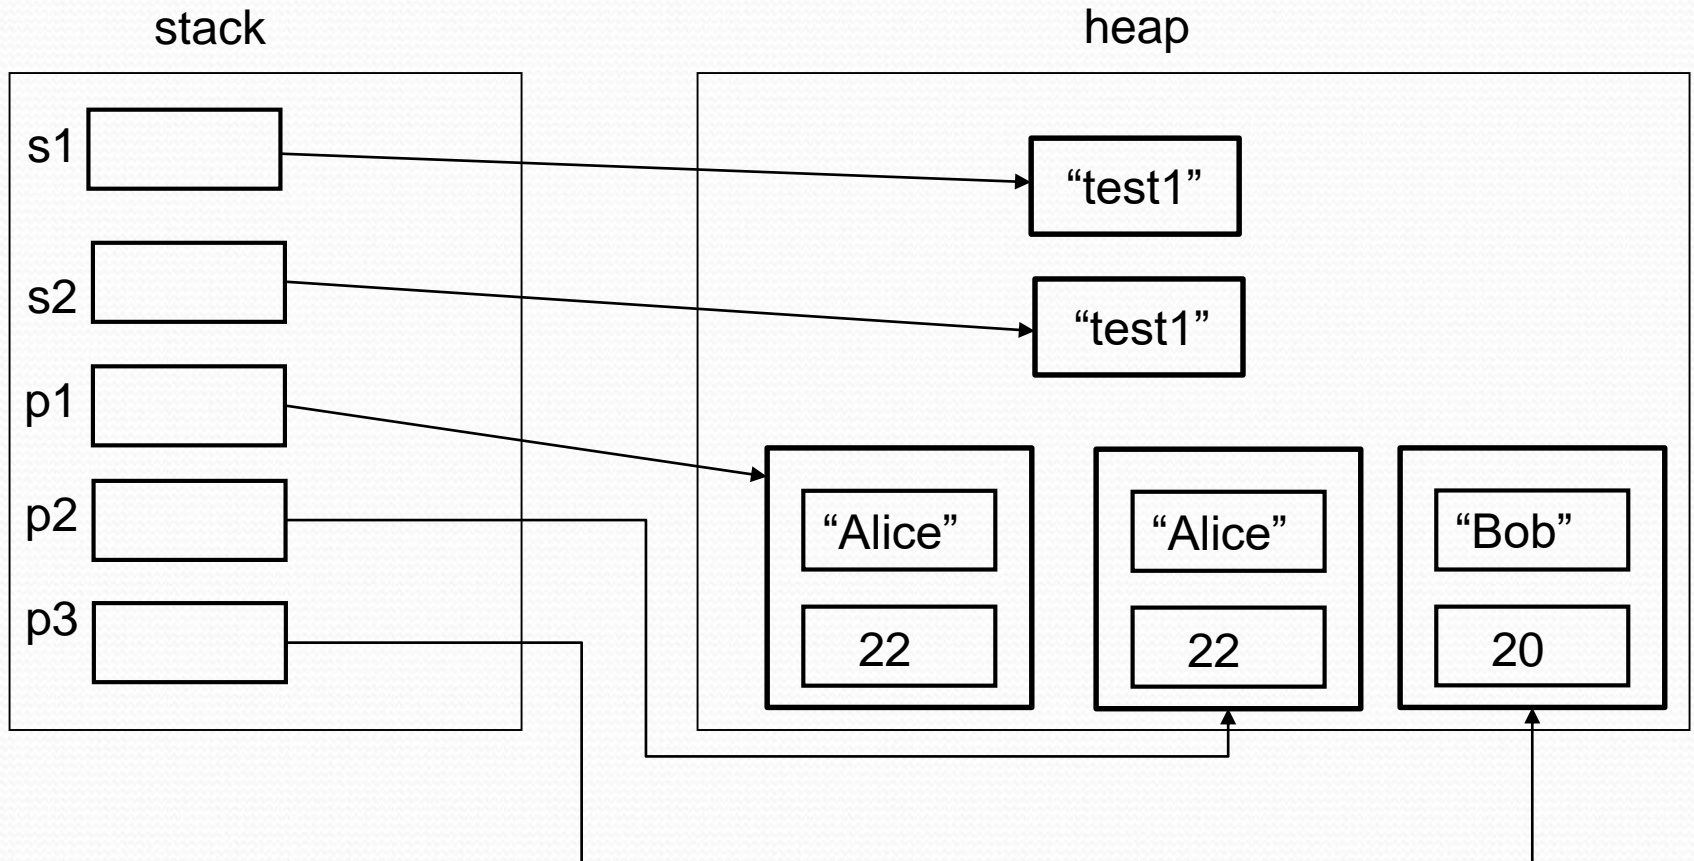 stack
heap
s1
“test1”
s2
“test1”
p1
p2
“Alice”
“Alice”
“Bob”
p3
22
22
20